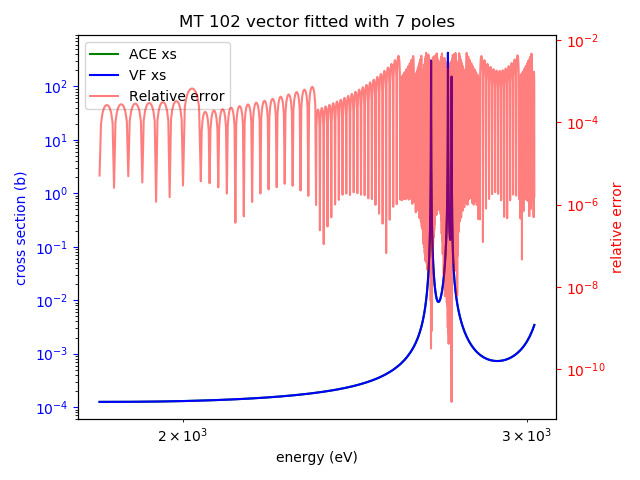 MT 102 vector fitted with 7 poles
ACE xs
VF xs
Relative error
cross section (b)
10²
10¹
10⁰
10⁻¹
10⁻²
10⁻³
10⁻⁴
10⁻²
10⁻⁴
10⁻⁶
10⁻⁸
10⁻¹⁰
relative error
2 × 10³
3 × 10³
energy (eV)